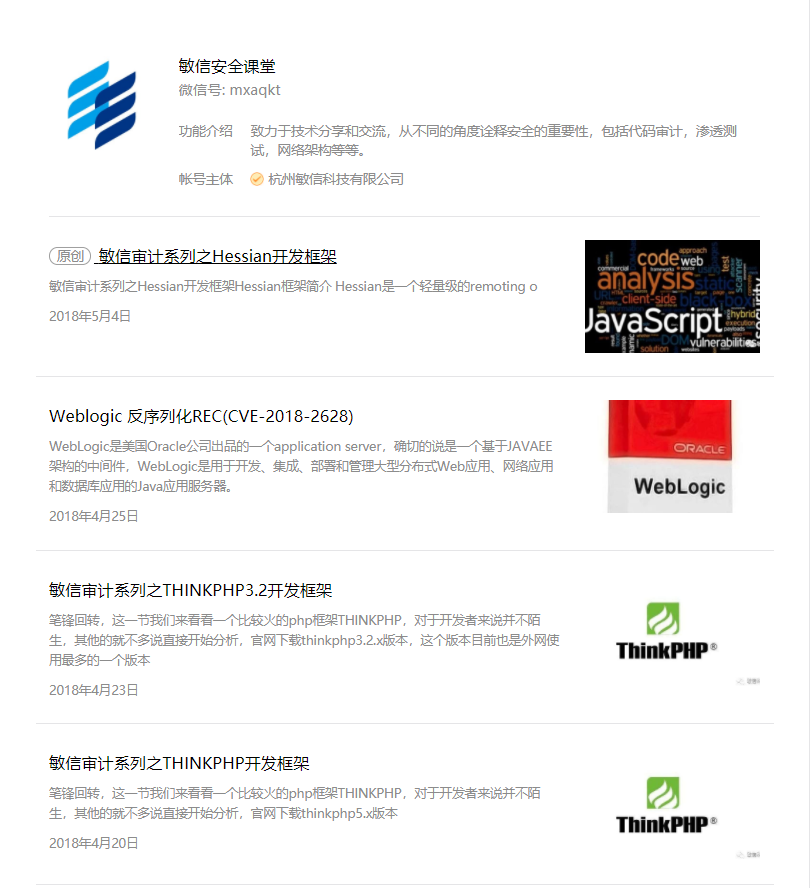 敏信安全课堂
微信号: mxaqkt
功能介绍 致力于技术分享和交流，从不同的角度诠释安全的重要性，包括代码审计，渗透测
试，网络架构等等。
帐号主体 杭州敏信科技有限公司
原创 敏信审计系列之Hessian开发框架
敏信审计系列之Hessian开发框架Hessian框架简介 Hessian是一个轻量级的remoting o
2018年5月4日
approach
code web
commercial
frameworks
using
test
scanner
analysis static
URL
client-side black box
JavaScript
hybrid
execution
payloads
security
DOM vulnerabilities
solution
websites
Weblogic 反序列化REC(CVE-2018-2628)
WebLogic是美国Oracle公司出品的一个application server，确切的说是一个基于JAVAEE
架构的中间件，WebLogic是用于开发、集成、部署和管理大型分布式Web应用、网络应用
和数据库应用的Java应用服务器。
2018年4月25日
ORACLE
WebLogic
敏信审计系列之THINKPHP3.2开发框架
笔锋回转，这一节我们来看看一个比较火的php框架THINKPHP，对于开发者来说并不陌
生，其他的就不多说直接开始分析，官网下载thinkphp3.2.x版本，这个版本目前也是外网使
用最多的一个版本
2018年4月23日
ThinkPHP®
敏信审计系列之THINKPHP开发框架
笔锋回转，这一节我们来看看一个比较火的php框架THINKPHP，对于开发者来说并不陌
生，其他的就不多说直接开始分析，官网下载thinkphp5.x版本
2018年4月20日
ThinkPHP®